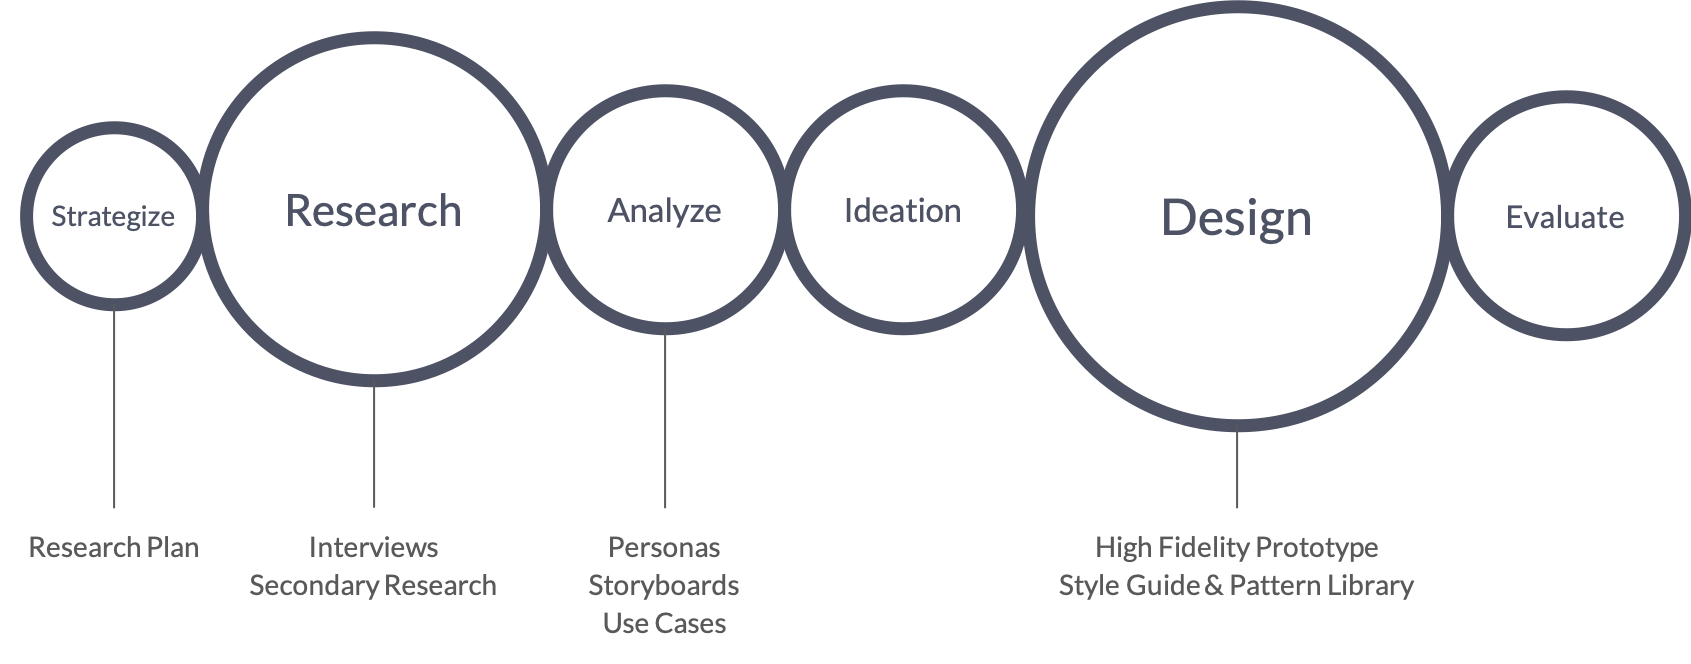 Strategize
Research
Analyze
Ideation
Design
Evaluate
Research Plan
Interviews
Secondary Research
Personas
Storyboards
Use Cases
High Fidelity Prototype
Style Guide & Pattern Library